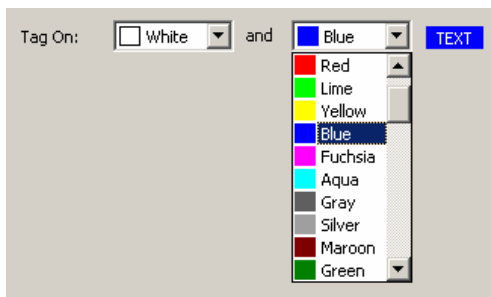 Tag On: White and Blue TEXT
Red
Lime
Yellow
Blue
Fuchsia
Aqua
Gray
Silver
Maroon
Green